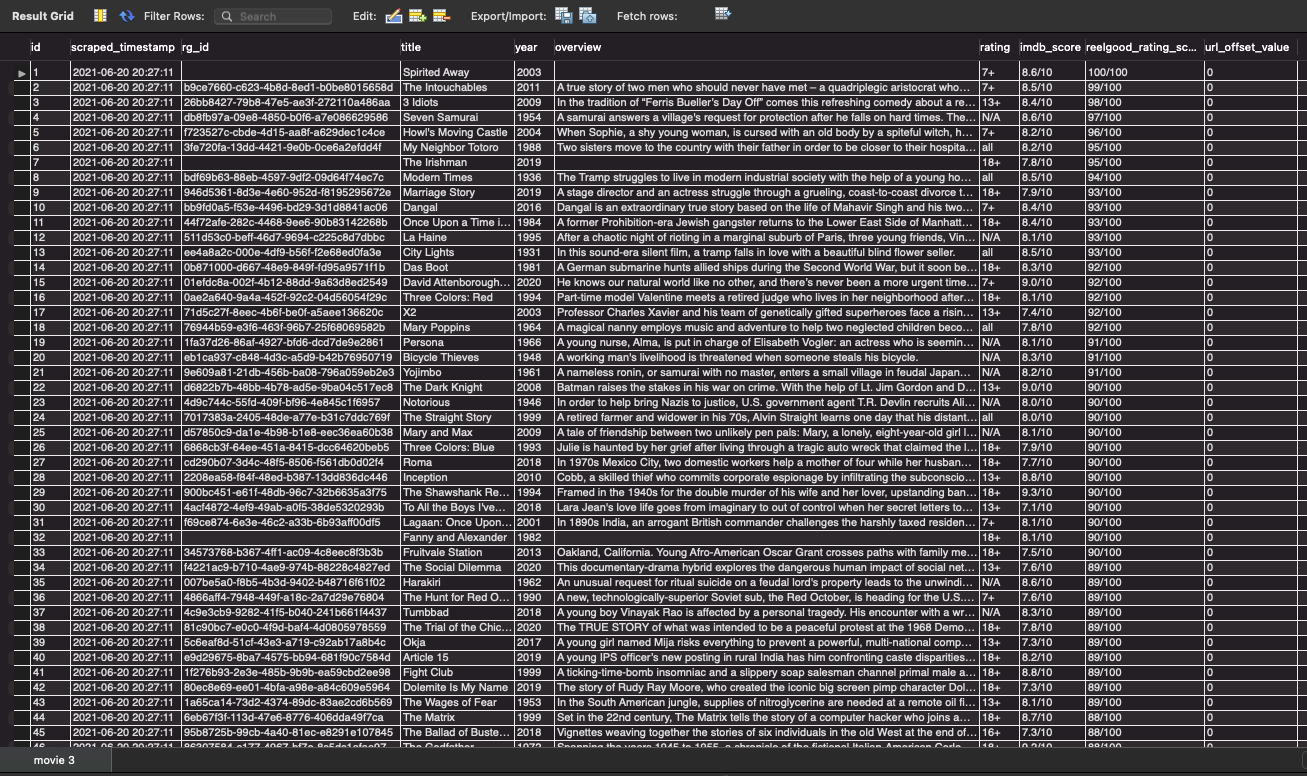 Result Grid Filter Rows: Search Edit: Export/Import: Fetch rows:
id scraped_timestamp rg_id title year overview rating imdb_score reelgood_rating_sc... url_offset_value
1 2021-06-20 20:27:11 Spirited Away 2003 7+ 8.6/10 100/100 0
2 2021-06-20 20:27:11 b9ce7660-c623-4b8d-8ed1-b0be8015658d The Intouchables 2011 A true story of two men who should never have met – a quadriplegic aristocrat who... 7+ 8.5/10 99/100 0
3 2021-06-20 20:27:11 26bb8427-79b8-47e5-ae3f-272110a486aa 3 Idiots 2009 In the tradition of “Ferris Bueller's Day Off” comes this refreshing comedy about a re... 13+ 8.4/10 98/100 0
4 2021-06-20 20:27:11 db8fb97a-09e8-4850-b0f6-a7e086629586 Seven Samurai 1954 A samurai answers a village's request for protection after he falls on hard times. The... N/A 8.6/10 97/100 0
5 2021-06-20 20:27:11 f723527c-cbde-4d15-aa8f-a629dec1c4ce Howl's Moving Castle 2004 When Sophie, a shy young woman, is cursed with an old body by a spiteful witch, h... 7+ 8.2/10 96/100 0
6 2021-06-20 20:27:11 3fe720fa-13dd-4421-9e0b-0ce6a2efdd4f My Neighbor Totoro 1988 Two sisters move to the country with their father in order to be closer to their hospita... all 8.2/10 95/100 0
7 2021-06-20 20:27:11 The Irishman 2019 18+ 7.8/10 95/100 0
8 2021-06-20 20:27:11 bdf69b63-88eb-4597-9df2-09d64f74ec7c Modern Times 1936 The Tramp struggles to live in modern industrial society with the help of a young ho... all 8.5/10 94/100 0
9 2021-06-20 20:27:11 946d5361-8d3e-4e60-952d-f8195295672e Marriage Story 2019 A stage director and an actress struggle through a grueling, coast-to-coast divorce t... 18+ 7.9/10 93/100 0
10 2021-06-20 20:27:11 bb9fd0a5-f53e-4496-bd29-3d1d8841ac06 Dangal 2016 Dangal is an extraordinary true story based on the life of Mahavir Singh and his two... 7+ 8.4/10 93/100 0
11 2021-06-20 20:27:11 44f72afe-282c-4468-9ee6-90b83142268b Once Upon a Time i... 1984 A former Prohibition-era Jewish gangster returns to the Lower East Side of Manhatt... 18+ 8.4/10 93/100 0
12 2021-06-20 20:27:11 511d53c0-beff-46d7-9694-c225c8d7dbbc La Haine 1995 After a chaotic night of rioting in a marginal suburb of Paris, three young friends, Vin... N/A 8.1/10 93/100 0
13 2021-06-20 20:27:11 ee4a8a2c-000e-4df9-b56f-f2e68ed0fa3e City Lights 1931 In this sound-era silent film, a tramp falls in love with a beautiful blind flower seller. all 8.5/10 93/100 0
14 2021-06-20 20:27:11 0b871000-d667-48e9-849f-fd95a9571f1b Das Boot 1981 A German submarine hunts allied ships during the Second World War, but it soon be... 18+ 8.3/10 92/100 0
15 2021-06-20 20:27:11 01efdc8a-002f-4b12-88dd-9a63d8ed2549 David Attenborough... 2020 He knows our natural world like no other, and there's never been a more urgent time... 7+ 9.0/10 92/100 0
16 2021-06-20 20:27:11 0ae2a640-9a4a-452f-92c2-04d56054f29c Three Colors: Red 1994 Part-time model Valentine meets a retired judge who lives in her neighborhood after... 18+ 8.1/10 92/100 0
17 2021-06-20 20:27:11 71d5c27f-8eec-4b6f-be0f-a5aee136620c X2 2003 Professor Charles Xavier and his team of genetically gifted superheroes face a risin... 13+ 7.4/10 92/100 0
18 2021-06-20 20:27:11 76944b59-e3f6-463f-96b7-25f68069582b Mary Poppins 1964 A magical nanny employs music and adventure to help two neglected children beco... all 7.8/10 92/100 0
19 2021-06-20 20:27:11 1fa37d26-86af-4927-bfd6-dcd7de9e2861 Persona 1966 A young nurse, Alma, is put in charge of Elisabeth Vogler: an actress who is seemin... N/A 8.1/10 91/100 0
20 2021-06-20 20:27:11 eb1ca937-c848-4d3c-a5d9-b42b76950719 Bicycle Thieves 1948 A working man's livelihood is threatened when someone steals his bicycle. N/A 8.3/10 91/100 0
21 2021-06-20 20:27:11 9e609a81-21db-456b-ba08-796a059eb2e3 Yojimbo 1961 A nameless ronin, or samurai with no master, enters a small village in feudal Japan... N/A 8.2/10 91/100 0
22 2021-06-20 20:27:11 d6822b7b-48bb-4b78-ad5e-9ba04c517ec8 The Dark Knight 2008 Batman raises the stakes in his war on crime. With the help of Lt. Jim Gordon and D... 13+ 9.0/10 90/100 0
23 2021-06-20 20:27:11 4d9c744c-55fd-409f-bf96-4e845c1f6957 Notorious 1946 In order to help bring Nazis to justice, U.S. government agent T.R. Devlin recruits Ali... N/A 8.0/10 90/100 0
24 2021-06-20 20:27:11 7017383a-2405-48de-a77e-b31c7ddc769f The Straight Story 1999 A retired farmer and widower in his 70s, Alvin Straight learns one day that his distant... all 8.0/10 90/100 0
25 2021-06-20 20:27:11 d57850c9-da1e-4b98-b1e8-eec36ea60b38 Mary and Max 2009 A tale of friendship between two unlikely pen pals: Mary, a lonely, eight-year-old girl l... N/A 8.1/10 90/100 0
26 2021-06-20 20:27:11 6868cb3f-64ee-451a-8415-dcc64620beb5 Three Colors: Blue 1993 Julie is haunted by her grief after living through a tragic auto wreck that claimed the l... 18+ 7.9/10 90/100 0
27 2021-06-20 20:27:11 cd290b07-3d4c-48f5-8506-f561db0d02f4 Roma 2018 In 1970s Mexico City, two domestic workers help a mother of four while her husban... 18+ 7.7/10 90/100 0
28 2021-06-20 20:27:11 2208ea58-f84f-48ed-b387-13dd836dc446 Inception 2010 Cobb, a skilled thief who commits corporate espionage by infiltrating the subconscio... 13+ 8.8/10 90/100 0
29 2021-06-20 20:27:11 900bc451-e61f-48db-96c7-32b6635a3f75 The Shawshank Re... 1994 Framed in the 1940s for the double murder of his wife and her lover, upstanding ban... 18+ 9.3/10 90/100 0
30 2021-06-20 20:27:11 4acf4872-4ef9-49ab-a0f5-38de5320293b To All the Boys I've... 2018 Lara Jean's love life goes from imaginary to out of control when her secret letters to... 13+ 7.1/10 90/100 0
31 2021-06-20 20:27:11 f69ce874-6e3e-46c2-a33b-6b93aff00df5 Lagaan: Once Upon... 2001 In 1890s India, an arrogant British commander challenges the harshly taxed residen... 7+ 8.1/10 90/100 0
32 2021-06-20 20:27:11 Fanny and Alexander 1982 18+ 8.1/10 90/100 0
33 2021-06-20 20:27:11 34573768-b367-4ff1-ac09-4c8eec8f3b3b Fruitvale Station 2013 Oakland, California. Young Afro-American Oscar Grant crosses paths with family me... 18+ 7.5/10 90/100 0
34 2021-06-20 20:27:11 f4221ac9-b710-4ae9-974b-88228c4827ed The Social Dilemma 2020 This documentary-drama hybrid explores the dangerous human impact of social net... 13+ 7.6/10 89/100 0
35 2021-06-20 20:27:11 007be5a0-f8b5-4b3d-9402-b48716f61f02 Harakiri 1962 An unusual request for ritual suicide on a feudal lord's property leads to the unwindi... N/A 8.6/10 89/100 0
36 2021-06-20 20:27:11 4866aff4-7948-449f-a18c-2a7d29e76804 The Hunt for Red O... 1990 A new, technologically-superior Soviet sub, the Red October, is heading for the U.S.... 7+ 7.6/10 89/100 0
37 2021-06-20 20:27:11 4c9e3cb9-9282-41f5-b040-241b661f4437 Tumbbad 2018 A young boy Vinayak Rao is affected by a personal tragedy. His encounter with a wr... N/A 8.3/10 89/100 0
38 2021-06-20 20:27:11 81c90bc7-e0c0-4f9d-baf4-4d0805978559 The Trial of the Chic... 2020 The TRUE STORY of what was intended to be a peaceful protest at the 1968 Demo... 18+ 7.8/10 89/100 0
39 2021-06-20 20:27:11 5c6eaf8d-51cf-43e3-a719-c92ab17a8b4c Okja 2017 A young girl named Mija risks everything to prevent a powerful, multi-national comp... 13+ 7.3/10 89/100 0
40 2021-06-20 20:27:11 e9d29675-8ba7-4575-bb94-681f90c7584d Article 15 2019 A young IPS officer's new posting in rural India has him confronting caste disparities... 18+ 8.2/10 89/100 0
41 2021-06-20 20:27:11 1f276b93-2e3e-485b-9b9b-ea59cbd2ee98 Fight Club 1999 A ticking-time-bomb insomniac and a slippery soap salesman channel primal male a... 18+ 8.8/10 89/100 0
42 2021-06-20 20:27:11 80ec8e69-ee01-4bfa-a98e-a84c609e5964 Dolemite Is My Name 2019 The story of Rudy Ray Moore, who created the iconic big screen pimp character Dol... 18+ 7.3/10 89/100 0
43 2021-06-20 20:27:11 1a65ca14-73d2-4374-89dc-83ae2cd6b569 The Wages of Fear 1953 In the South American jungle, supplies of nitroglycerine are needed at a remote oil fi... 13+ 8.1/10 89/100 0
44 2021-06-20 20:27:11 6eb67f3f-113d-47e6-8776-406dda49f7ca The Matrix 1999 Set in the 22nd century, The Matrix tells the story of a computer hacker who joins a... 18+ 8.7/10 88/100 0
45 2021-06-20 20:27:11 95b8725b-99cb-4a40-81ec-e8291e107845 The Ballad of Buste... 2018 Vignettes weaving together the stories of six individuals in the old West at the end of... 16+ 7.3/10 88/100 0
movie 3